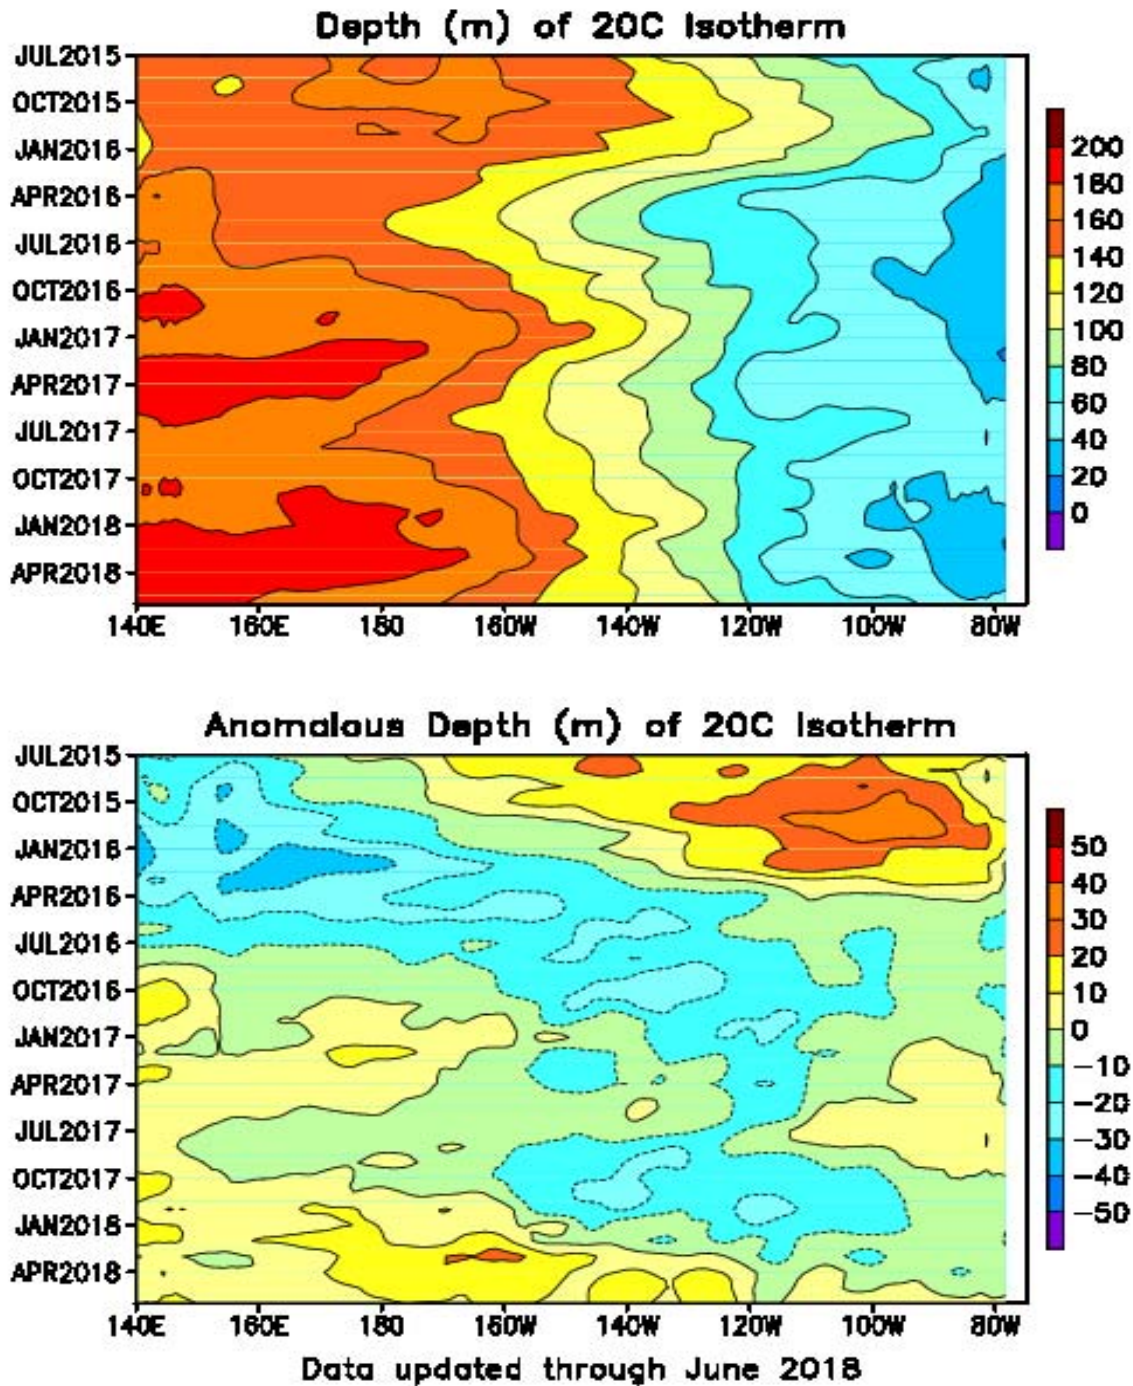 Depth (m) of 20C Isotherm
JUL2015
OCT2015
JAN2016
APR2016
JUL2016
OCT2016
JAN2017
APR2017
JUL2017
OCT2017
JAN2018
APR2018
140E 160E 180 160W 140W 120W 100W 80W
200
180
160
140
120
100
80
60
40
20
0
Anomalous Depth (m) of 20C Isotherm
JUL2015
OCT2015
JAN2016
APR2016
JUL2016
OCT2016
JAN2017
APR2017
JUL2017
OCT2017
JAN2018
APR2018
140E 160E 180 160W 140W 120W 100W 80W
50
40
30
20
10
0
-10
-20
-30
-40
-50
Data updated through June 2018